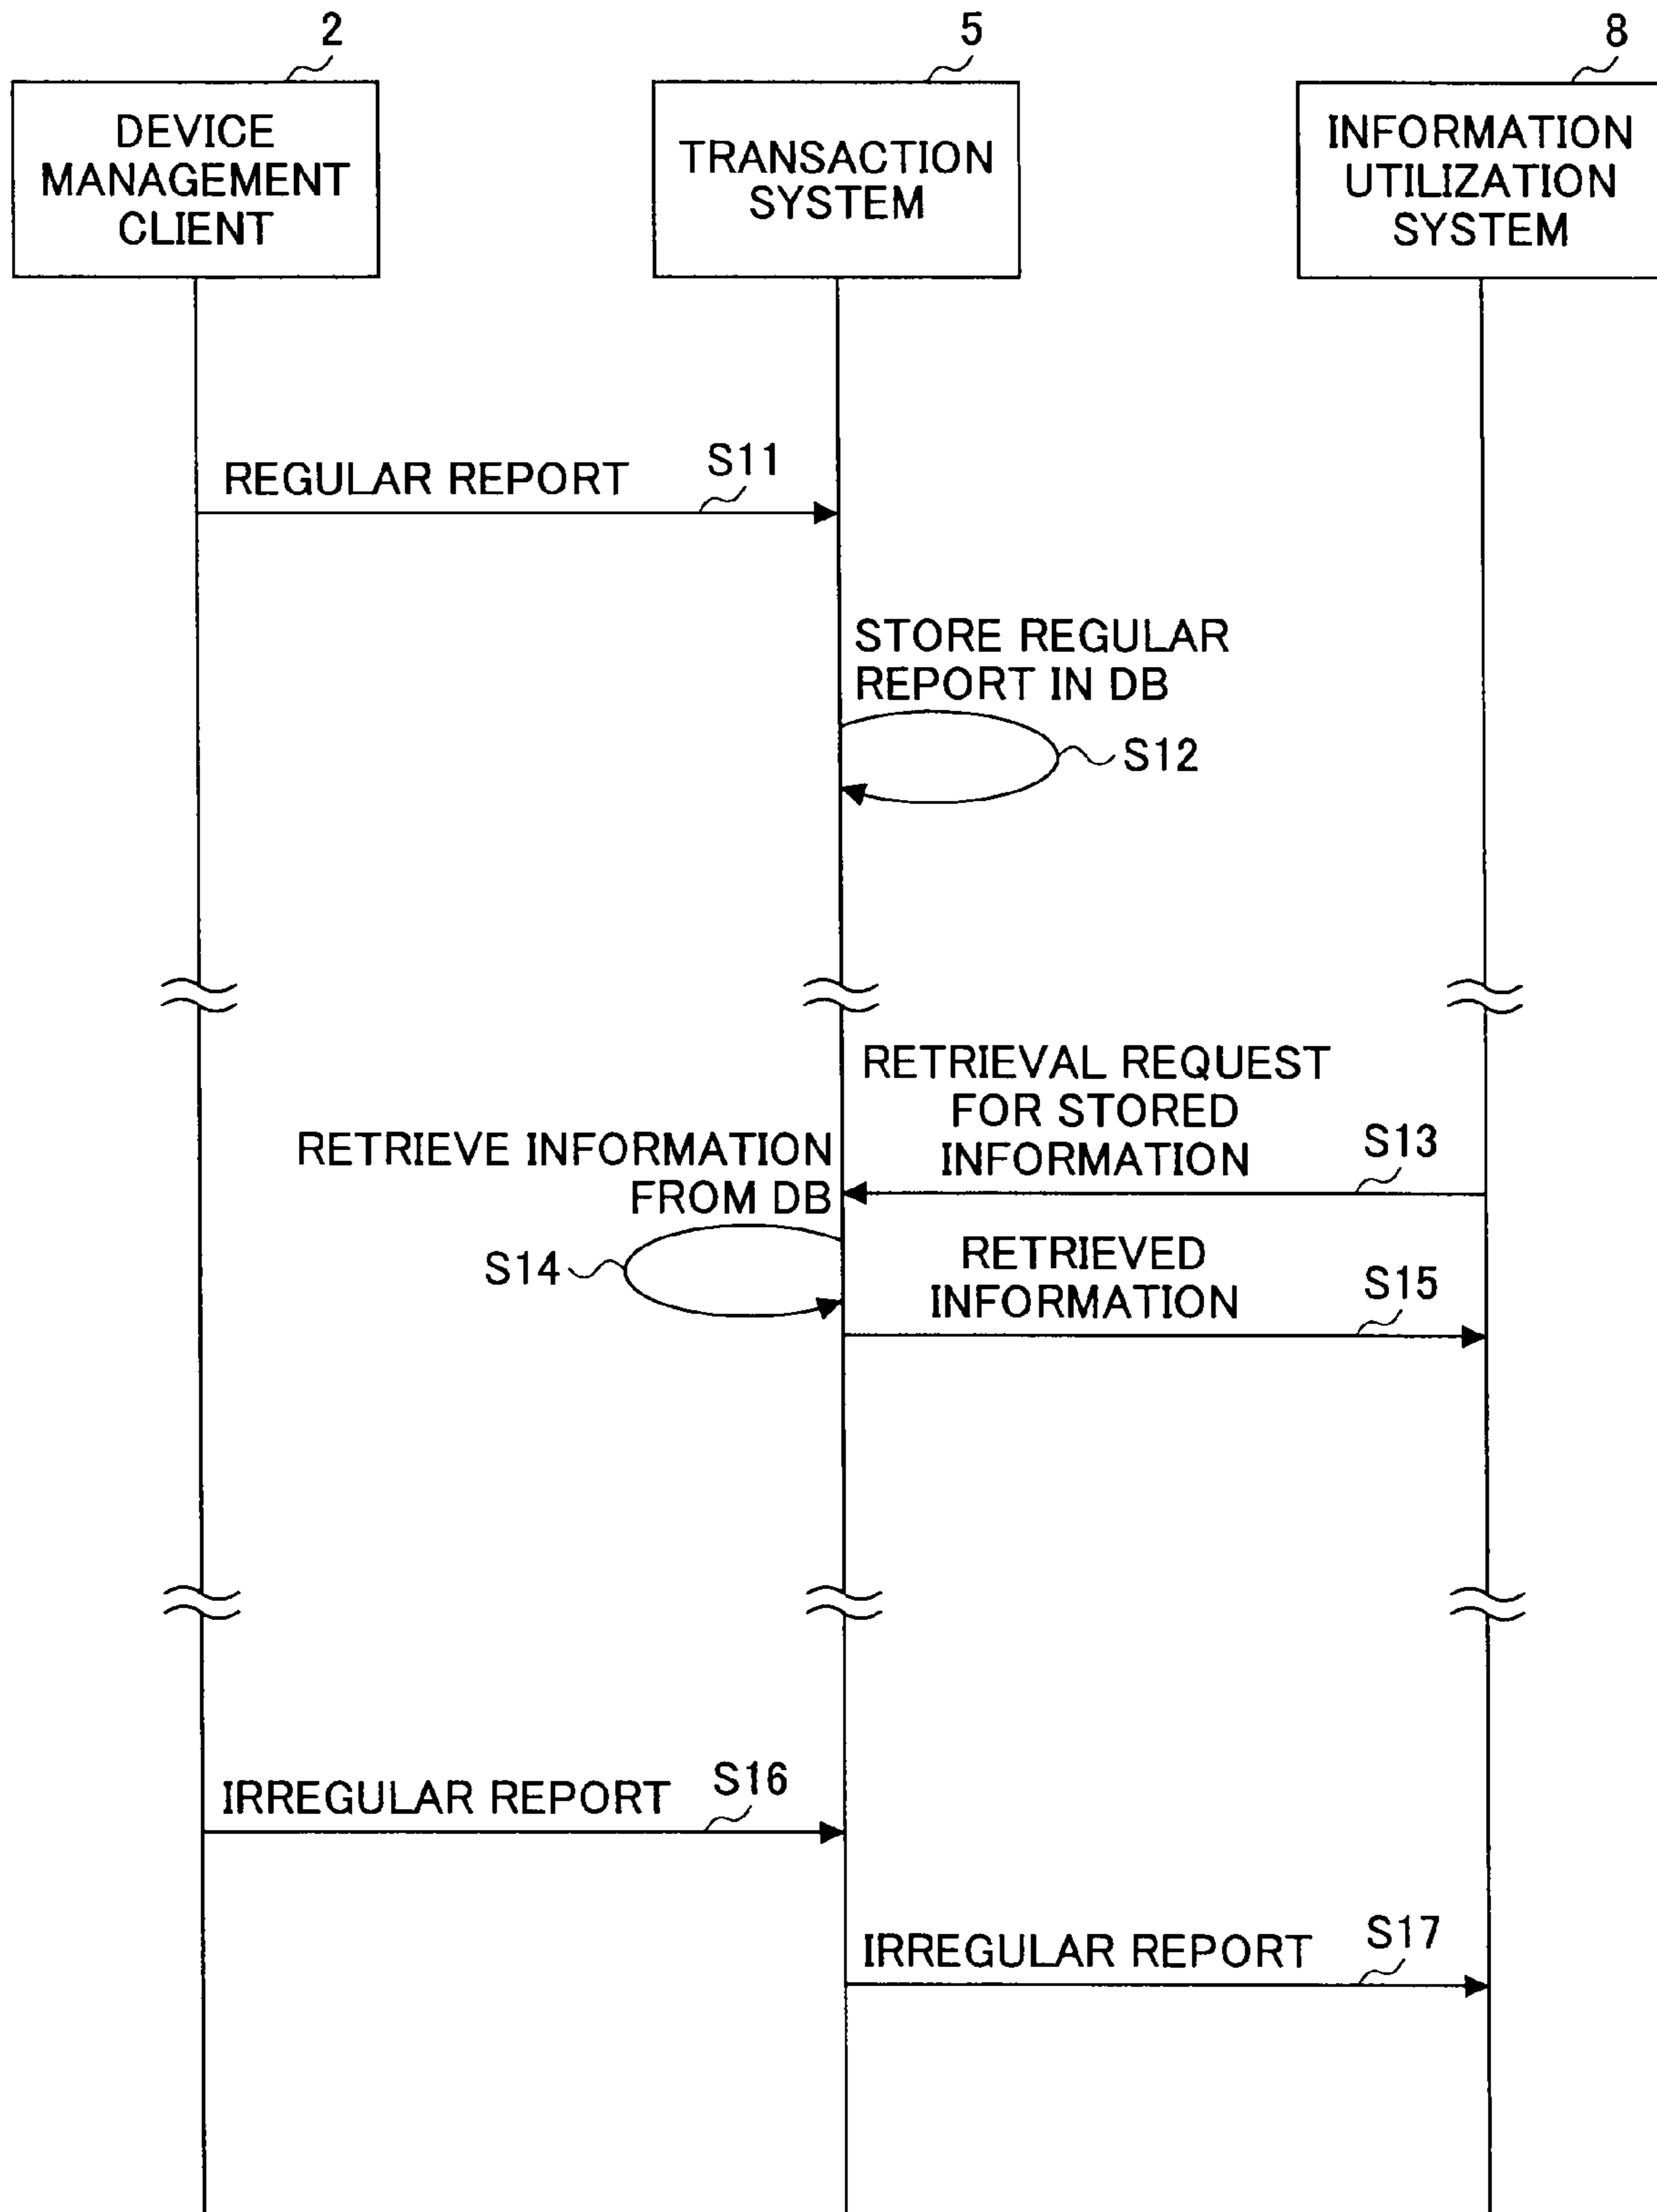 2
5
8
DEVICE
MANAGEMENT
CLIENT
TRANSACTION
SYSTEM
INFORMATION
UTILIZATION
SYSTEM
REGULAR REPORT
S11
STORE REGULAR
REPORT IN DB
S12
RETRIEVAL REQUEST
FOR STORED
INFORMATION
S13
RETRIEVE INFORMATION
FROM DB
S14
RETRIEVED
INFORMATION
S15
IRREGULAR REPORT
S16
IRREGULAR REPORT
S17